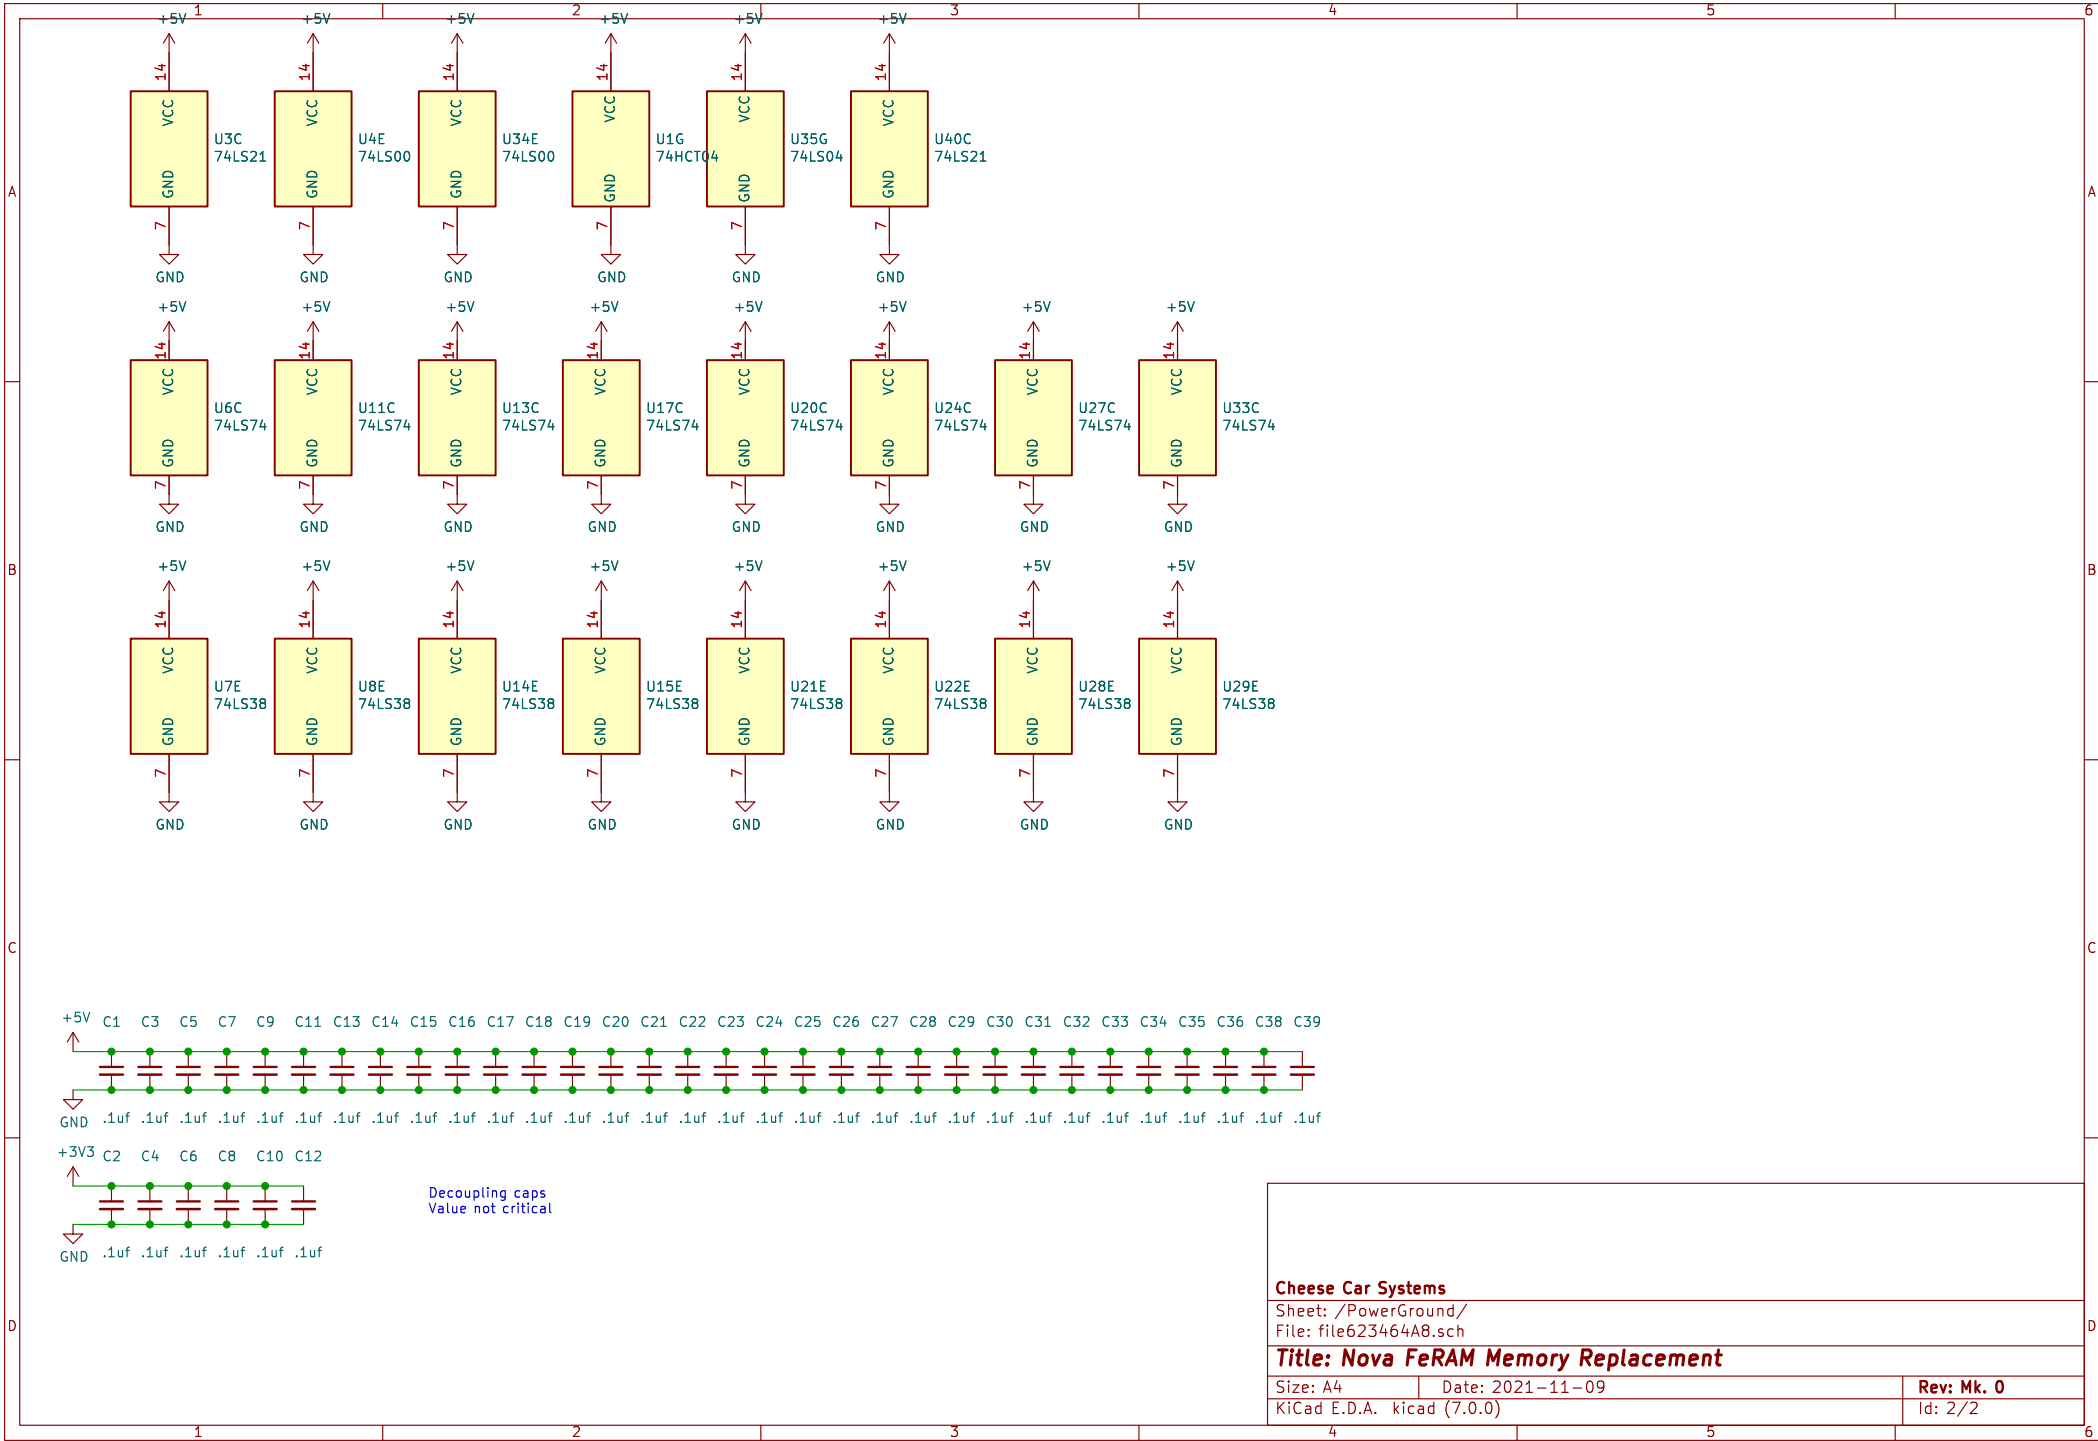 1 2 3 4 5 6
+5V +5V +5V +5V +5V +5V
14 14 14 14 14 14
VCC VCC VCC VCC VCC VCC
U3C U4E U34E U1G U35G U40C
74LS21 74LS00 74LS00 74HCT04 74LS04 74LS21
GND GND GND GND GND GND
A A
7 7 7 7 7 7
GND GND GND GND GND GND
+5V +5V +5V +5V +5V +5V +5V +5V
14 14 14 14 14 14 14 14
VCC VCC VCC VCC VCC VCC VCC VCC
U6C U11C U13C U17C U20C U24C U27C U33C
74LS74 74LS74 74LS74 74LS74 74LS74 74LS74 74LS74 74LS74
GND GND GND GND GND GND GND GND
7 7 7 7 7 7 7 7
GND GND GND GND GND GND GND GND
B B
+5V +5V +5V +5V +5V +5V +5V +5V
14 14 14 14 14 14 14 14
VCC VCC VCC VCC VCC VCC VCC VCC
U7E U8E U14E U15E U21E U22E U28E U29E
74LS38 74LS38 74LS38 74LS38 74LS38 74LS38 74LS38 74LS38
GND GND GND GND GND GND GND GND
7 7 7 7 7 7 7 7
GND GND GND GND GND GND GND GND
C C
+5V C1 C3 C5 C7 C9 C11 C13 C14 C15 C16 C17 C18 C19 C20 C21 C22 C23 C24 C25 C26 C27 C28 C29 C30 C31 C32 C33 C34 C35 C36 C38 C39
GND .1uf .1uf .1uf .1uf .1uf .1uf .1uf .1uf .1uf .1uf .1uf .1uf .1uf .1uf .1uf .1uf .1uf .1uf .1uf .1uf .1uf .1uf .1uf .1uf .1uf .1uf .1uf .1uf .1uf .1uf .1uf .1uf
+3V3 C2 C4 C6 C8 C10 C12
Decoupling caps
Value not critical
GND .1uf .1uf .1uf .1uf .1uf .1uf
D D
Cheese Car Systems
Sheet: /PowerGround/
File: file623464A8.sch
Title: Nova FeRAM Memory Replacement
Size: A4 Date: 2021-11-09 Rev: Mk. 0
KiCad E.D.A. kicad (7.0.0) Id: 2/2
1 2 3 4 5 6